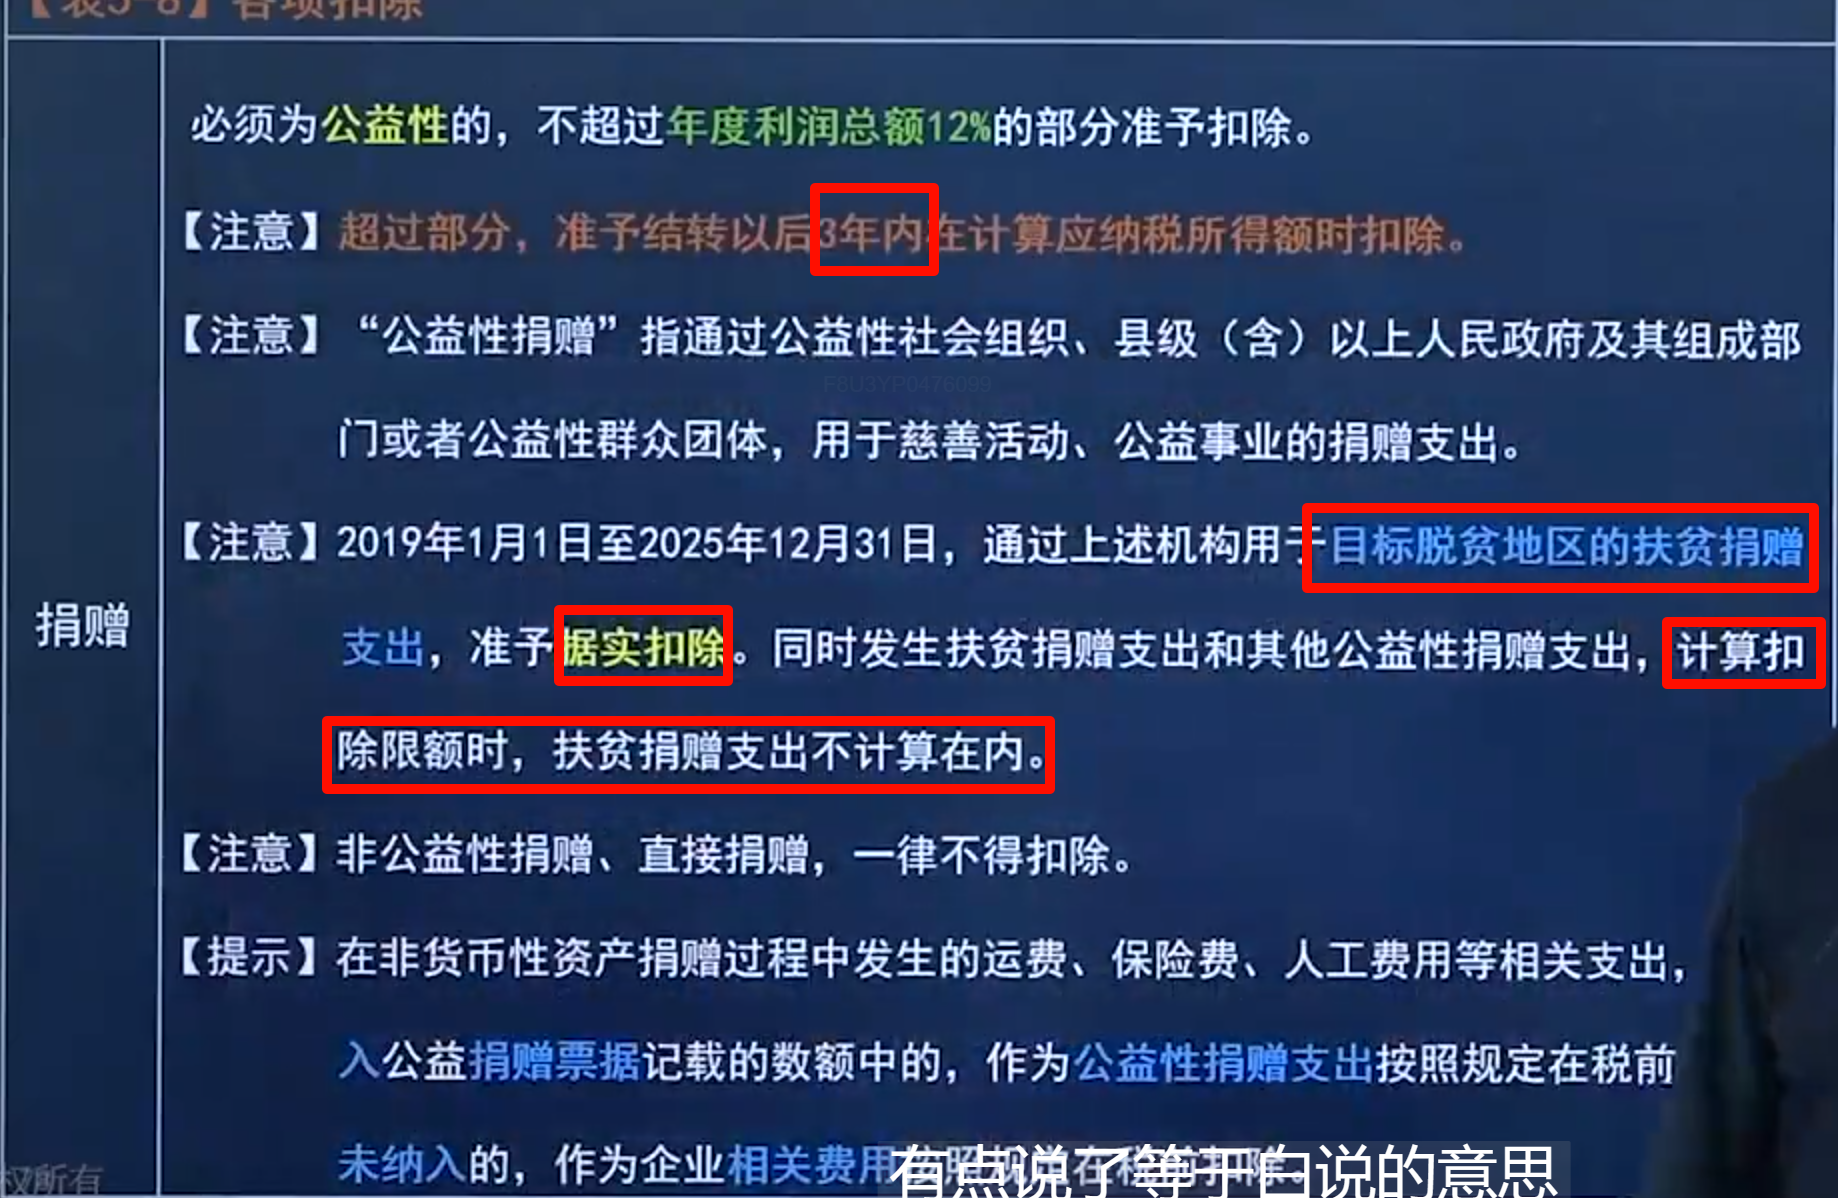 【表5-8】各项扣除
必须为公益性的，不超过年度利润总额12%的部分准予扣除。
【注意】超过部分，准予结转以后3年内在计算应纳税所得额时扣除。
【注意】“公益性捐赠”指通过公益性社会组织、县级（含）以上人民政府及其组成部
F8U3YP0476099
门或者公益性群众团体，用于慈善活动、公益事业的捐赠支出。
【注意】2019年1月1日至2025年12月31日，通过上述机构用于目标脱贫地区的扶贫捐赠
捐赠
支出，准予据实扣除。同时发生扶贫捐赠支出和其他公益性捐赠支出，计算扣
除限额时，扶贫捐赠支出不计算在内。
【注意】非公益性捐赠、直接捐赠，一律不得扣除。
【提示】在非货币性资产捐赠过程中发生的运费、保险费、人工费用等相关支出，
入公益捐赠票据记载的数额中的，作为公益性捐赠支出按照规定在税前
未纳入的，作为企业相关费用按照规定在税前扣除。
有点说了等于白说的意思
权所有